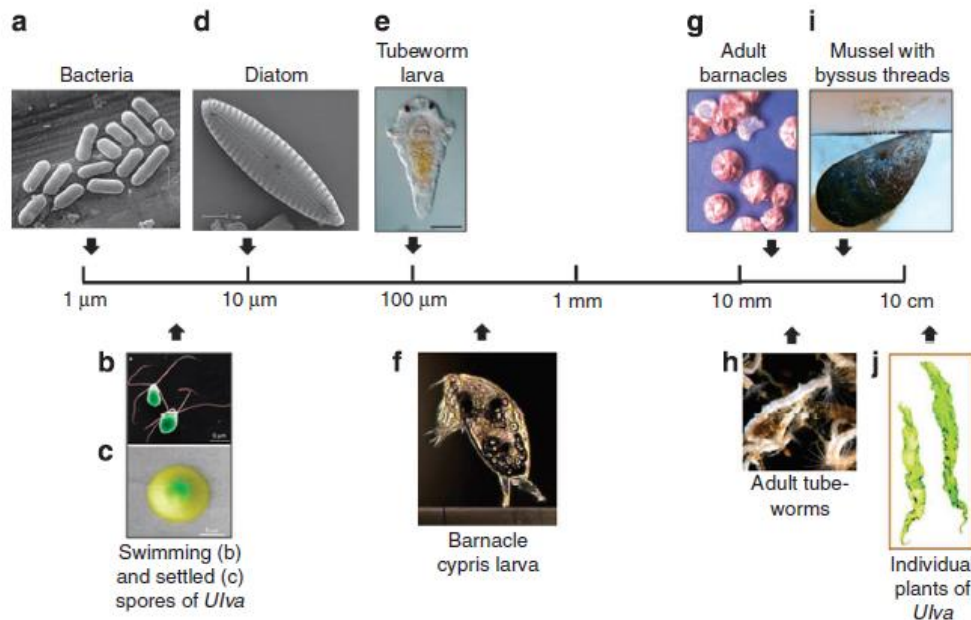 a
Bacteria
d
Diatom
e
Tubeworm
larva
g
Adult
barnacles
i
Mussel with
byssus threads
1 μm
10 μm
100 μm
1 mm
10 mm
10 cm
b
c
Swimming (b)
and settled (c)
spores of Ulva
f
Barnacle
cypris larva
h
Adult tube-
worms
j
Individual
plants of
Ulva